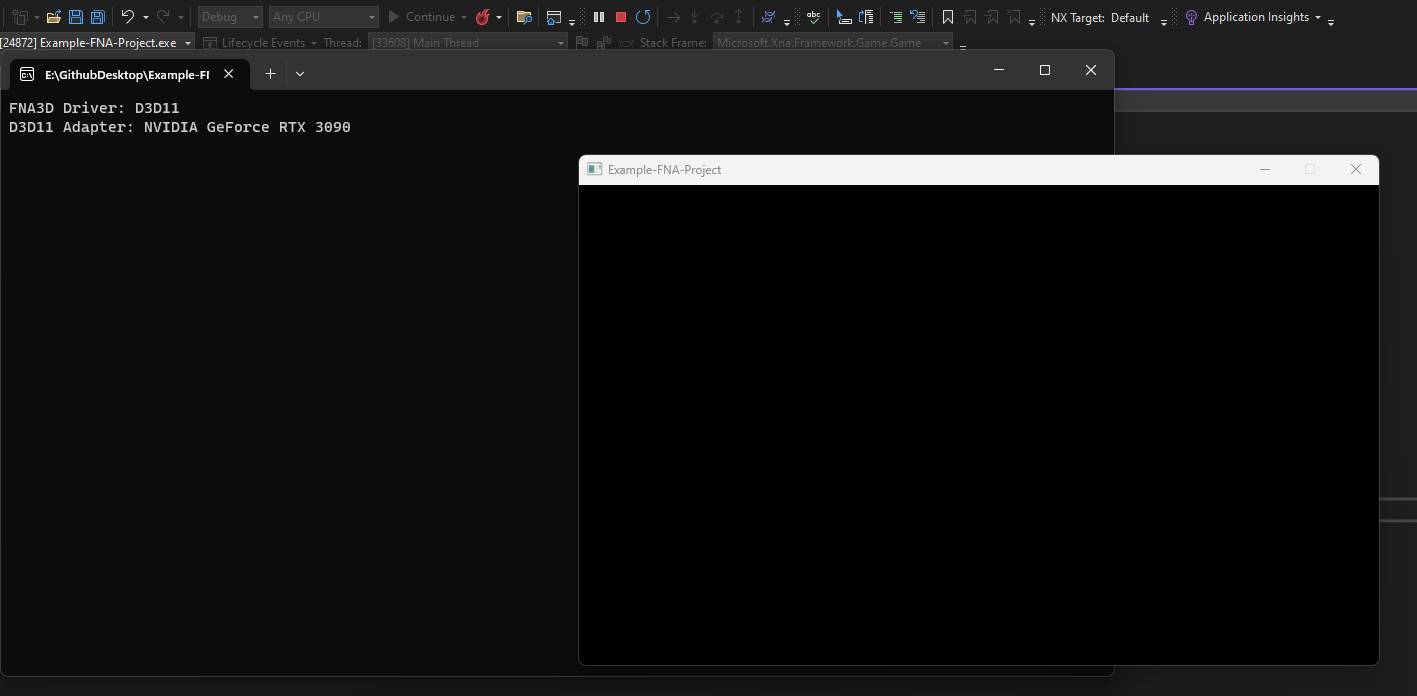 Debug Any CPU Continue abc NX Target: Default Application Insights
[24872] Example-FNA-Project.exe Lifecycle Events Thread: [33608] Main Thread Stack Frame: Microsoft.Xna.Framework.Game.Game
E:\GithubDesktop\Example-Fl
FNA3D Driver: D3D11
D3D11 Adapter: NVIDIA GeForce RTX 3090
Example-FNA-Project